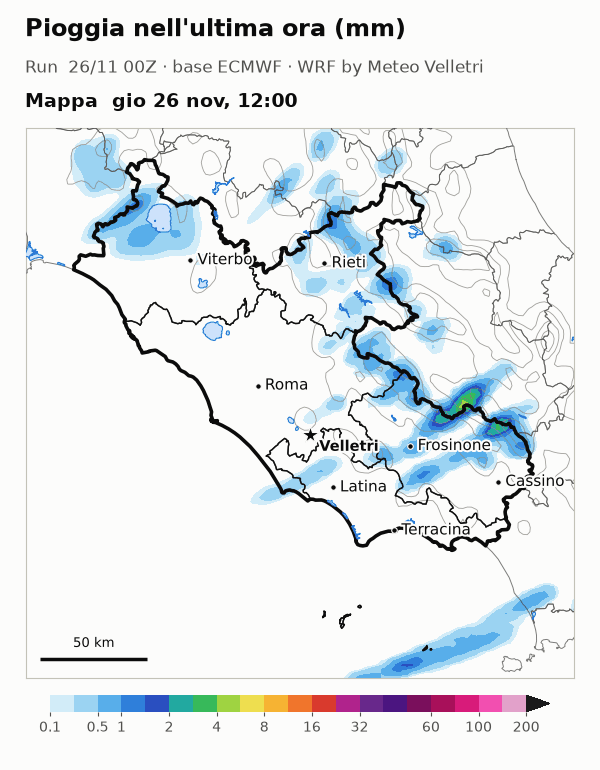 Pioggia nell'ultima ora (mm)
Run 26/11 00Z · base ECMWF · WRF by Meteo Velletri
Mappa gio 26 nov, 12:00
Viterbo
Rieti
Roma
Velletri
Frosinone
Latina
Cassino
Terracina
50 km
0.1 0.5 1 2 4 8 16 32 60 100 200